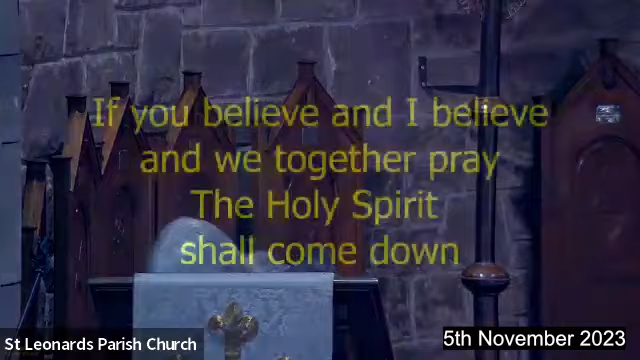 If you believe and I believe
and we together pray
The Holy Spirit
shall come down
St Leonards Parish Church
5th November 2023